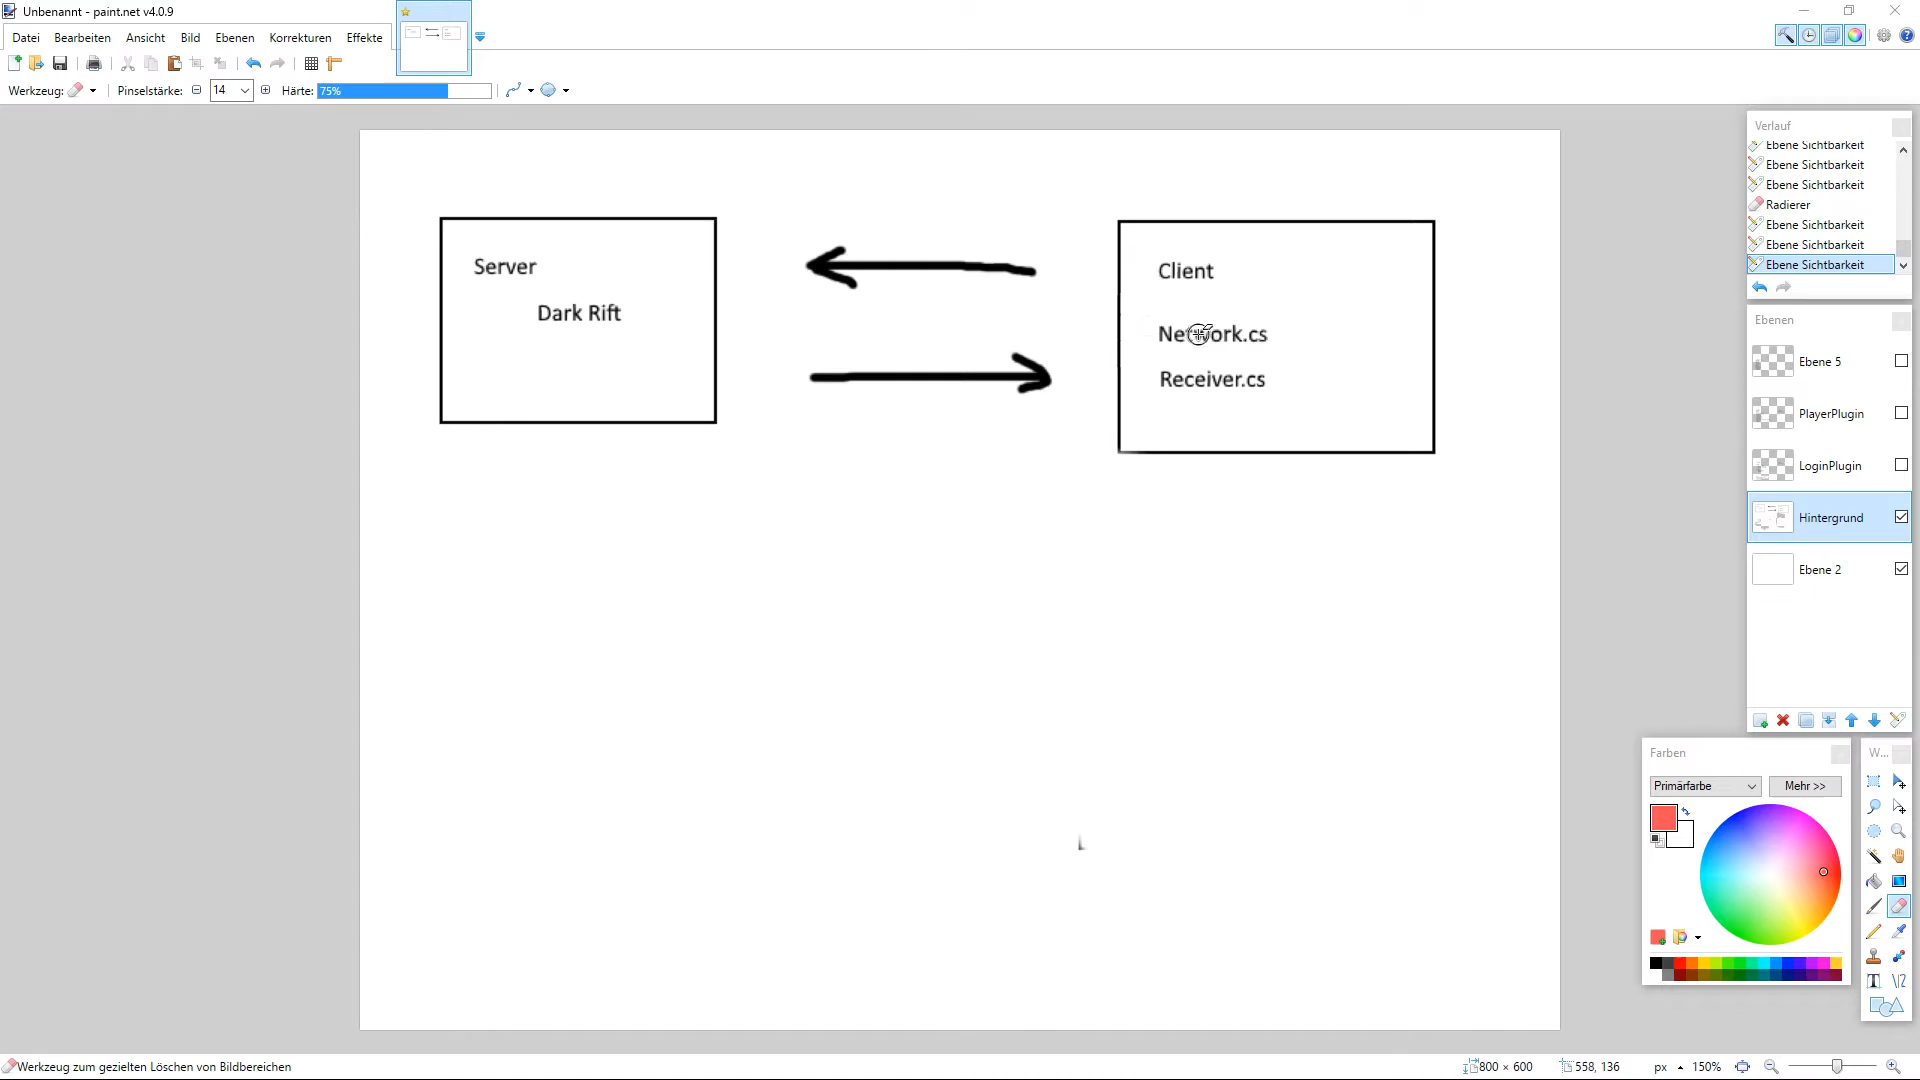 Unbenannt - paint.net v4.0.9
Datei Bearbeiten Ansicht Bild Ebenen Korrekturen Effekte
Werkzeug: Pinselstärke: 14 Härte: 75%
Server
Dark Rift
Client
Network.cs
Receiver.cs
Verlauf
Ebene Sichtbarkeit
Ebene Sichtbarkeit
Ebene Sichtbarkeit
Radierer
Ebene Sichtbarkeit
Ebene Sichtbarkeit
Ebene Sichtbarkeit
Ebenen
Ebene 5
PlayerPlugin
LoginPlugin
Hintergrund
Ebene 2
Farben
Primärfarbe Mehr >>
W...
Werkzeug zum gezielten Löschen von Bildbereichen
800 × 600 558, 136 px 150%